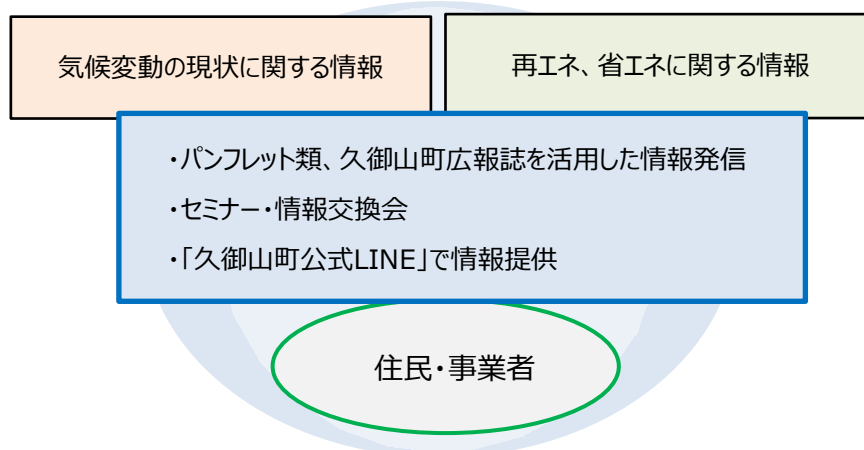 気候変動の現状に関する情報
再エネ、省エネに関する情報
・パンフレット類、久御山町広報誌を活用した情報発信
・セミナー・情報交換会
・「久御山町公式LINE」で情報提供
住民・事業者